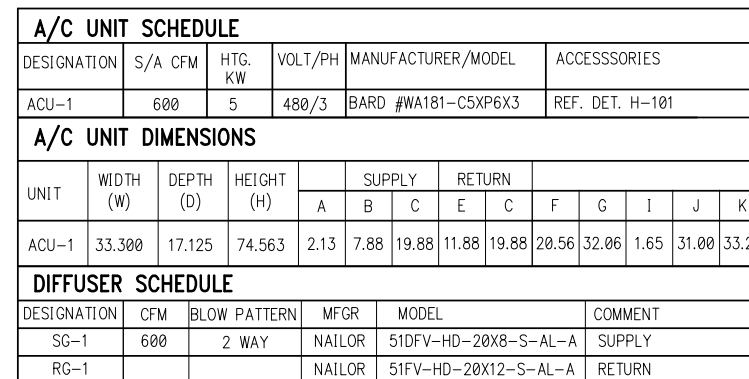 A/C UNIT SCHEDULE
DESIGNATION S/A CFM HTG. KW VOLT/PH MANUFACTURER/MODEL ACCESSSORIES
ACU-1 600 5 480/3 BARD #WA181-C5XP6X3 REF. DET. H-101
A/C UNIT DIMENSIONS
UNIT WIDTH (W) DEPTH (D) HEIGHT (H) SUPPLY RETURN
A B C E C F G I J K
ACU-1 33.300 17.125 74.563 2.13 7.88 19.88 11.88 19.88 20.56 32.06 1.65 31.00 33.2
DIFFUSER SCHEDULE
DESIGNATION CFM BLOW PATTERN MFGR MODEL COMMENT
SG-1 600 2 WAY NAILOR 51DFV-HD-20X8-S-AL-A SUPPLY
RG-1 NAILOR 51FV-HD-20X12-S-AL-A RETURN